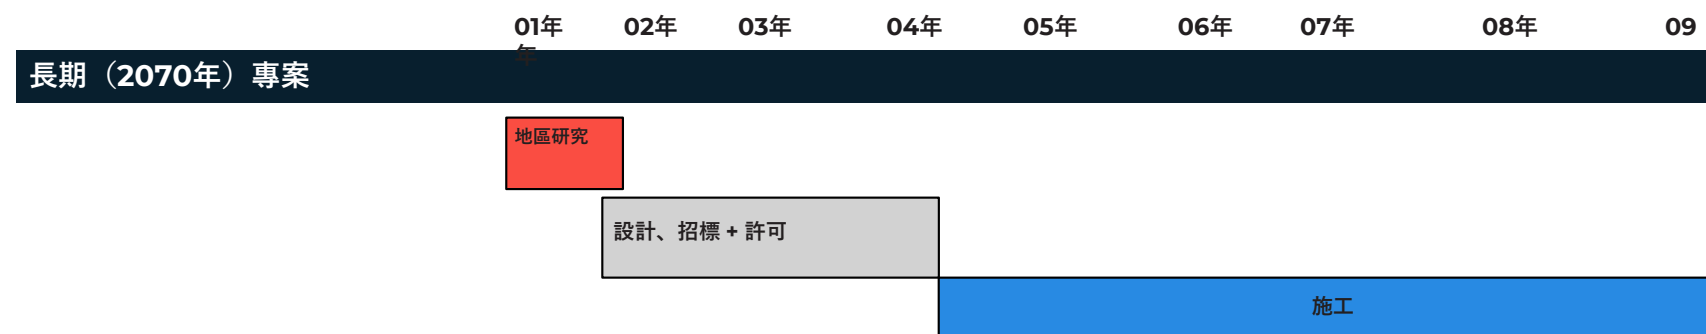 01年 02年 03年 04年 05年 06年 07年 08年 09
年
長期（2070年）專案
地區研究
設計、招標 + 許可
施工